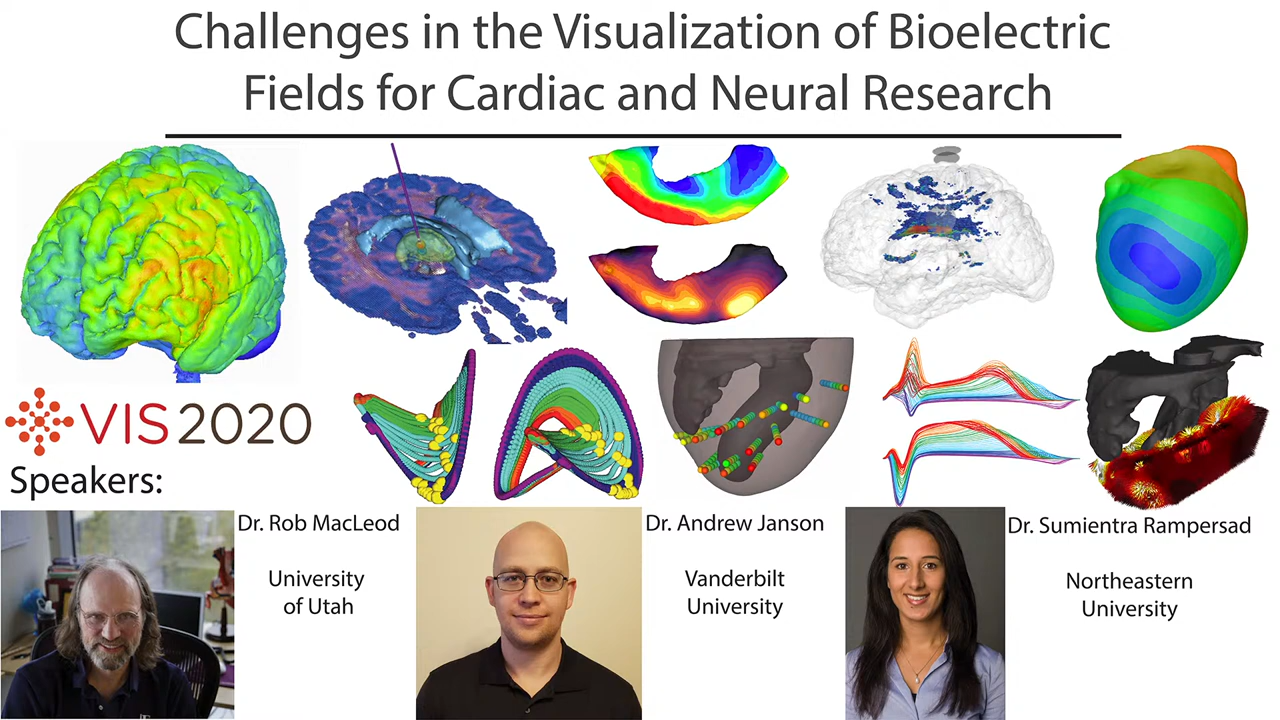 Challenges in the Visualization of Bioelectric
Fields for Cardiac and Neural Research
VIS 2020
Speakers:
Dr. Rob MacLeod
University
of Utah
Dr. Andrew Janson
Vanderbilt
University
Dr. Sumientra Rampersad
Northeastern
University